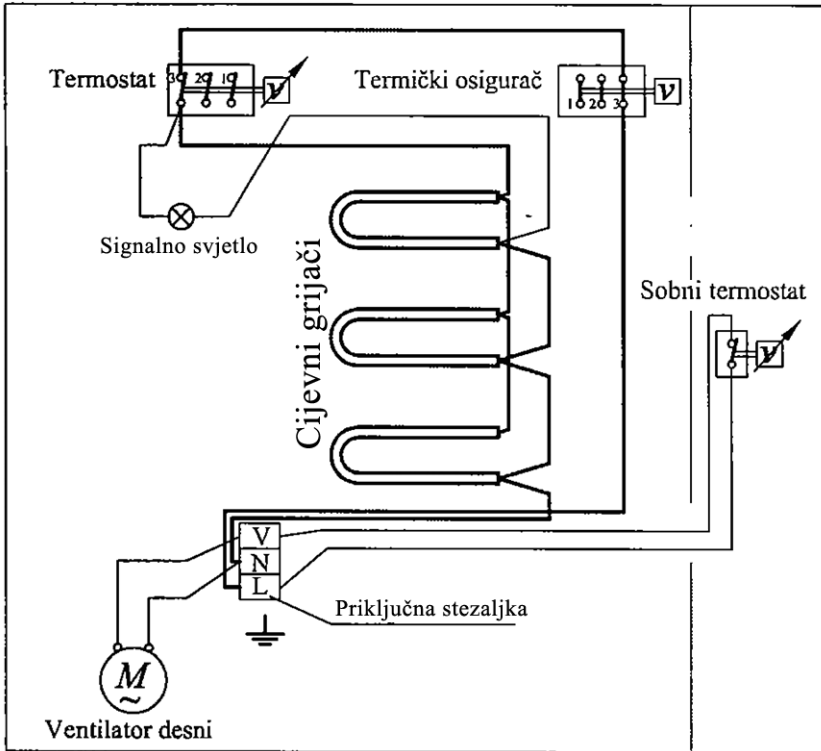 Termostat
3 2 1
v
Termički osigurač
1 2 3
v
Signalno svjetlo
Cijevni grijači
Sobni termostat
v
V
N
L
Priključna stezaljka
M
~
Ventilator desni